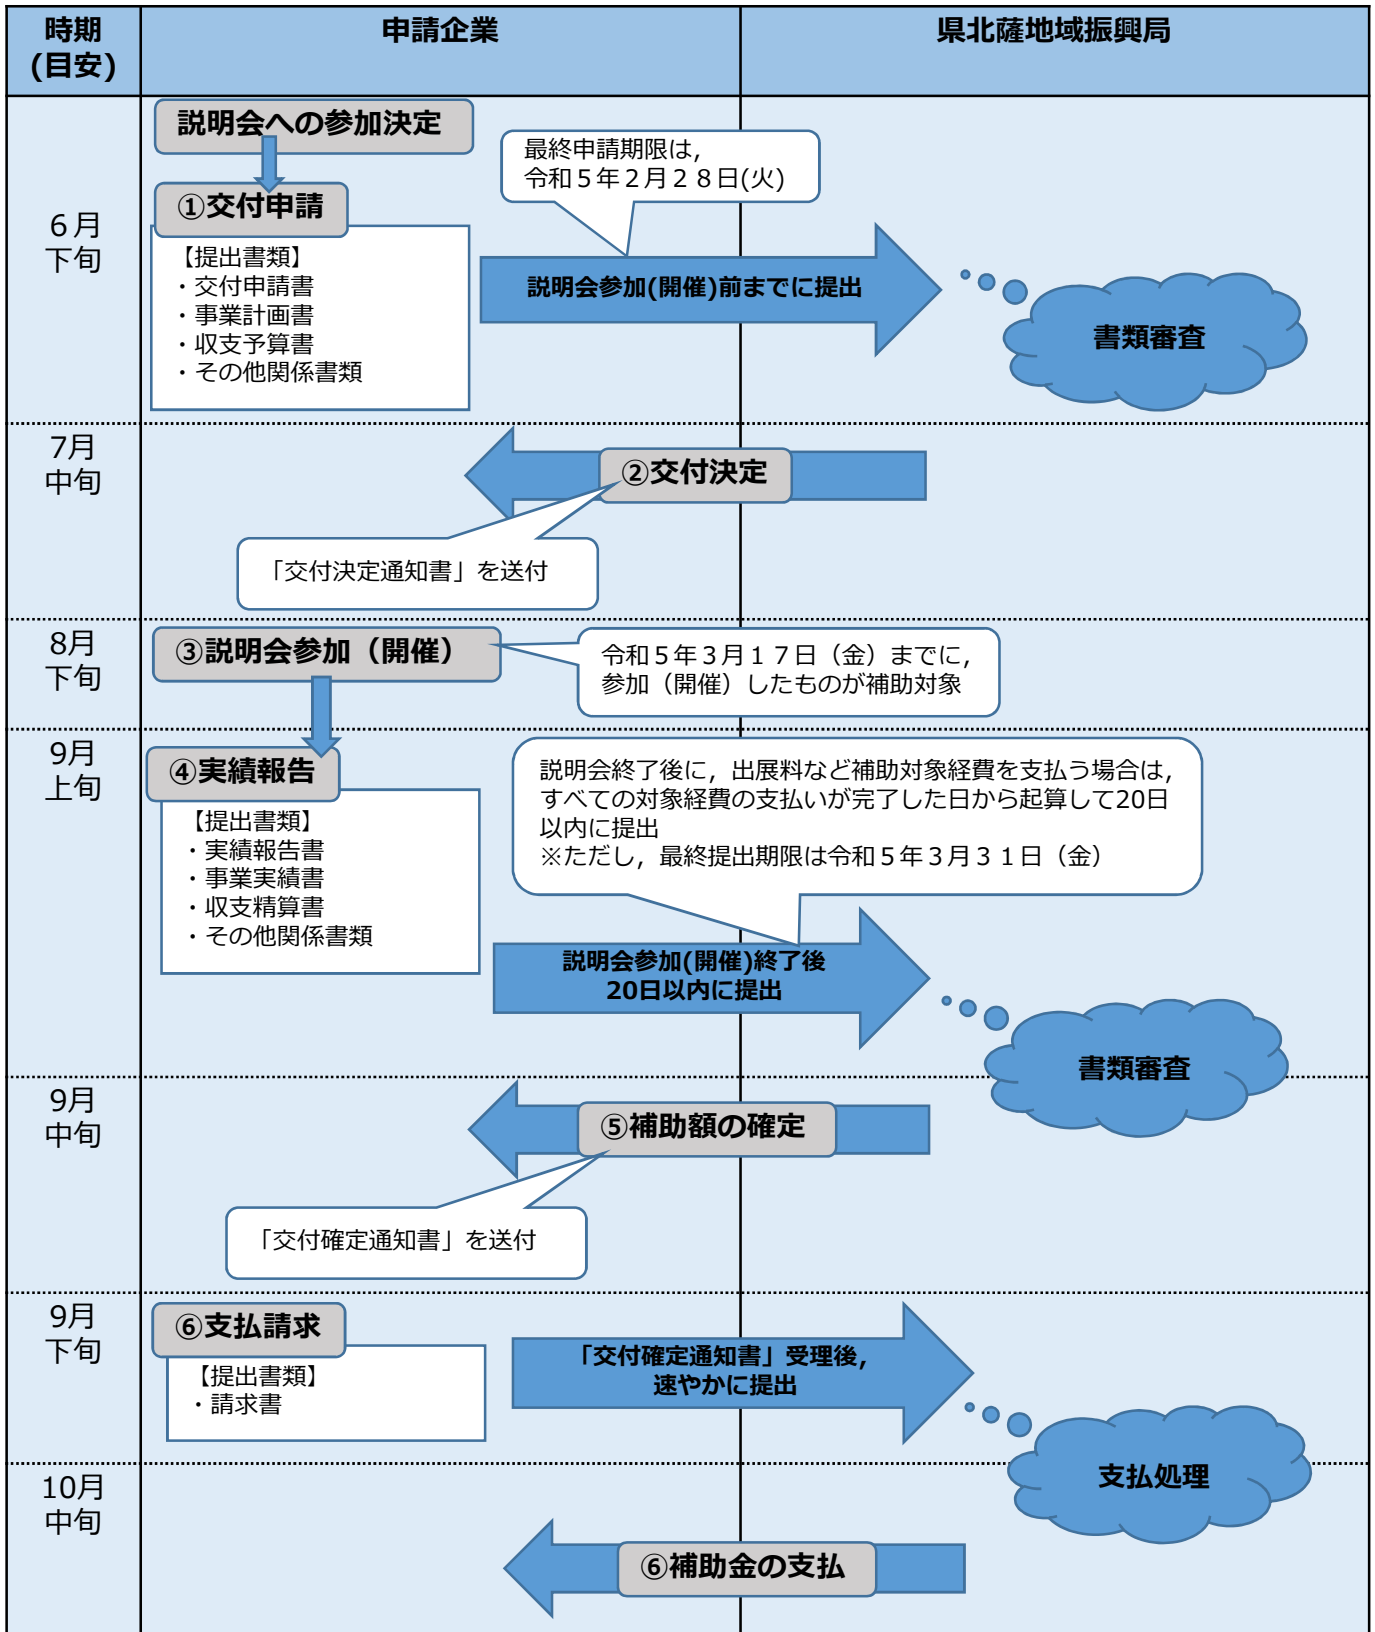 時期
(目安)
申請企業
県北薩地域振興局
6月
下旬
説明会への参加決定
①交付申請
【提出書類】
・交付申請書
・事業計画書
・収支予算書
・その他関係書類
最終申請期限は，
令和５年２月２８日(火)
説明会参加(開催)前までに提出
書類審査
7月
中旬
②交付決定
「交付決定通知書」を送付
8月
下旬
③説明会参加（開催）
令和５年３月１７日（金）までに，
参加（開催）したものが補助対象
9月
上旬
④実績報告
【提出書類】
・実績報告書
・事業実績書
・収支精算書
・その他関係書類
説明会終了後に，出展料など補助対象経費を支払う場合は，
すべての対象経費の支払いが完了した日から起算して20日
以内に提出
※ただし，最終提出期限は令和５年３月３１日（金）
説明会参加(開催)終了後
20日以内に提出
書類審査
9月
中旬
⑤補助額の確定
「交付確定通知書」を送付
9月
下旬
⑥支払請求
【提出書類】
・請求書
「交付確定通知書」受理後，
速やかに提出
支払処理
10月
中旬
⑥補助金の支払